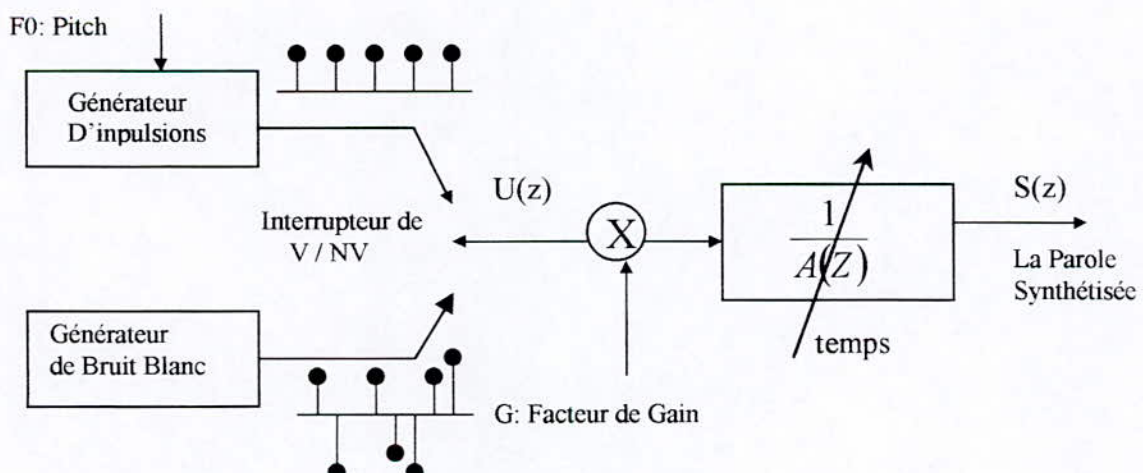 F0: Pitch
Générateur
D'inpulsions
Interrupteur de
V / NV
Générateur
de Bruit Blanc
U(z)
X
G: Facteur de Gain
1
A(Z)
temps
S(z)
La Parole
Synthétisée